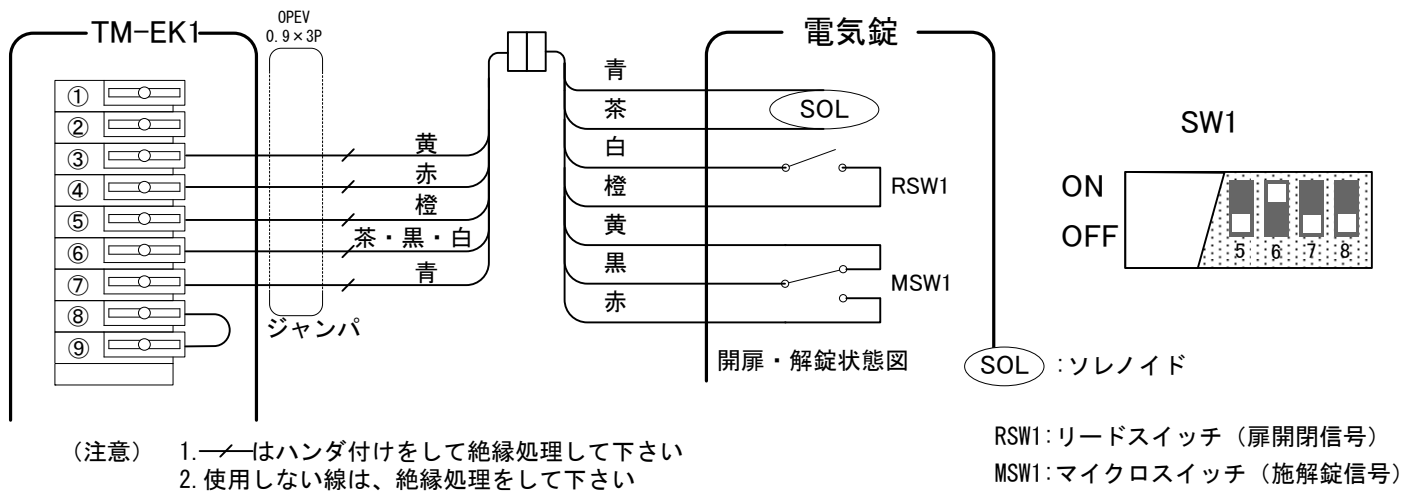 TM-EK1
OPEV
0.9×3P
電気錠
①
②
③
④
⑤
⑥
⑦
⑧
⑨
黄
赤
橙
茶・黒・白
青
ジャンパ
青
茶
白
橙
黄
黒
赤
SOL
RSW1
MSW1
開扉・解錠状態図
SW1
ON
OFF
5 6 7 8
SOL :ソレノイド
(注意) 1. はハンダ付けをして絶縁処理して下さい
2.使用しない線は、絶縁処理をして下さい
RSW1:リードスイッチ(扉開閉信号)
MSW1:マイクロスイッチ(施解錠信号)